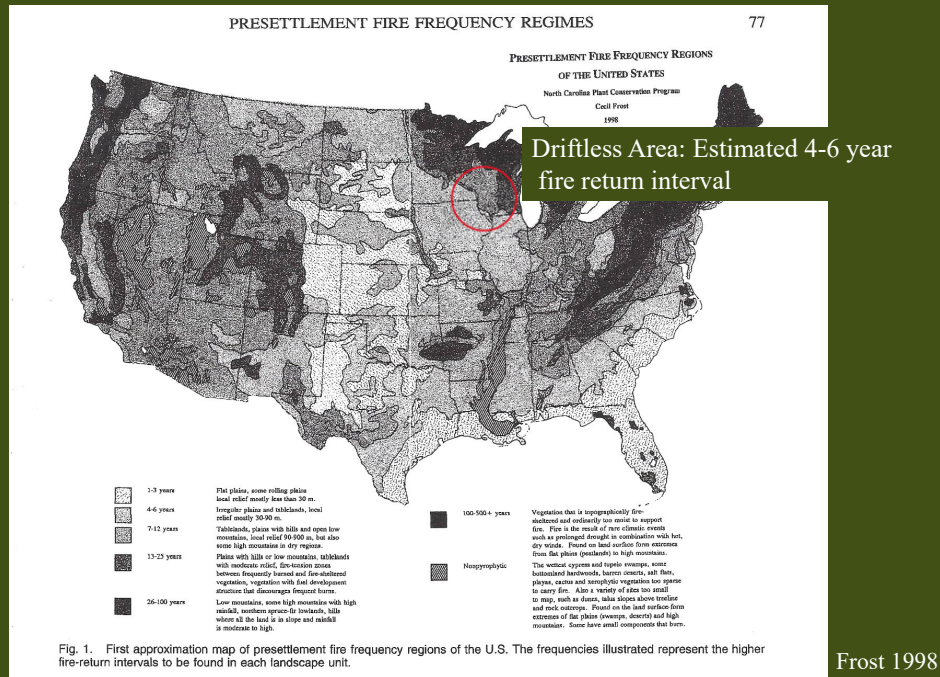 PRESETTLEMENT FIRE FREQUENCY REGIMES
77
PRESETTLEMENT FIRE FREQUENCY REGIONS
OF THE UNITED STATES
North Carolina Plant Conservation Program
Cecil Frost
1998
Driftless Area: Estimated 4-6 year
fire return interval
1-3 years
Flat plains, some rolling plains
local relief mostly less than 30 m.
4-6 years
Irregular plains and tablelands, local
relief mostly 30-90 m.
7-12 years
Tablelands, plains with hills and open low
mountains, local relief 90-900 m, but also
some high mountains in dry regions.
13-25 years
Plains with hills or low mountains, tablelands
with moderate relief, fire-tension zones
between frequently burned and fire-sheltered
vegetation, vegetation with fuel development
structure that discourages frequent burns.
26-100 years
Low mountains, some high mountains with high
rainfall, northern spruce-fir lowlands, hills
where all the land is in slope and rainfall
is moderate to high.
100-500+ years
Vegetation that is topographically fire-
sheltered and ordinarily too moist to support
fire. Fire is the result of rare climatic events
such as prolonged drought in combination with hot,
dry winds. Found on land surface form extremes
from flat plains (peatlands) to high mountains.
Nonpyrophytic
The wettest cypress and tupelo swamps, some
bottomland hardwoods, barren deserts, salt flats,
playas, cactus and xerophytic vegetation too sparse
to carry fire. Also a variety of sites too small
to map, such as dunes, talus slopes above treeline
and rock outcrops. Found on the land surface-form
extremes of flat plains (swamps, deserts) and high
mountains. Some have small components that burn.
Fig. 1. First approximation map of presettlement fire frequency regions of the U.S. The frequencies illustrated represent the higher
fire-return intervals to be found in each landscape unit.
Frost 1998